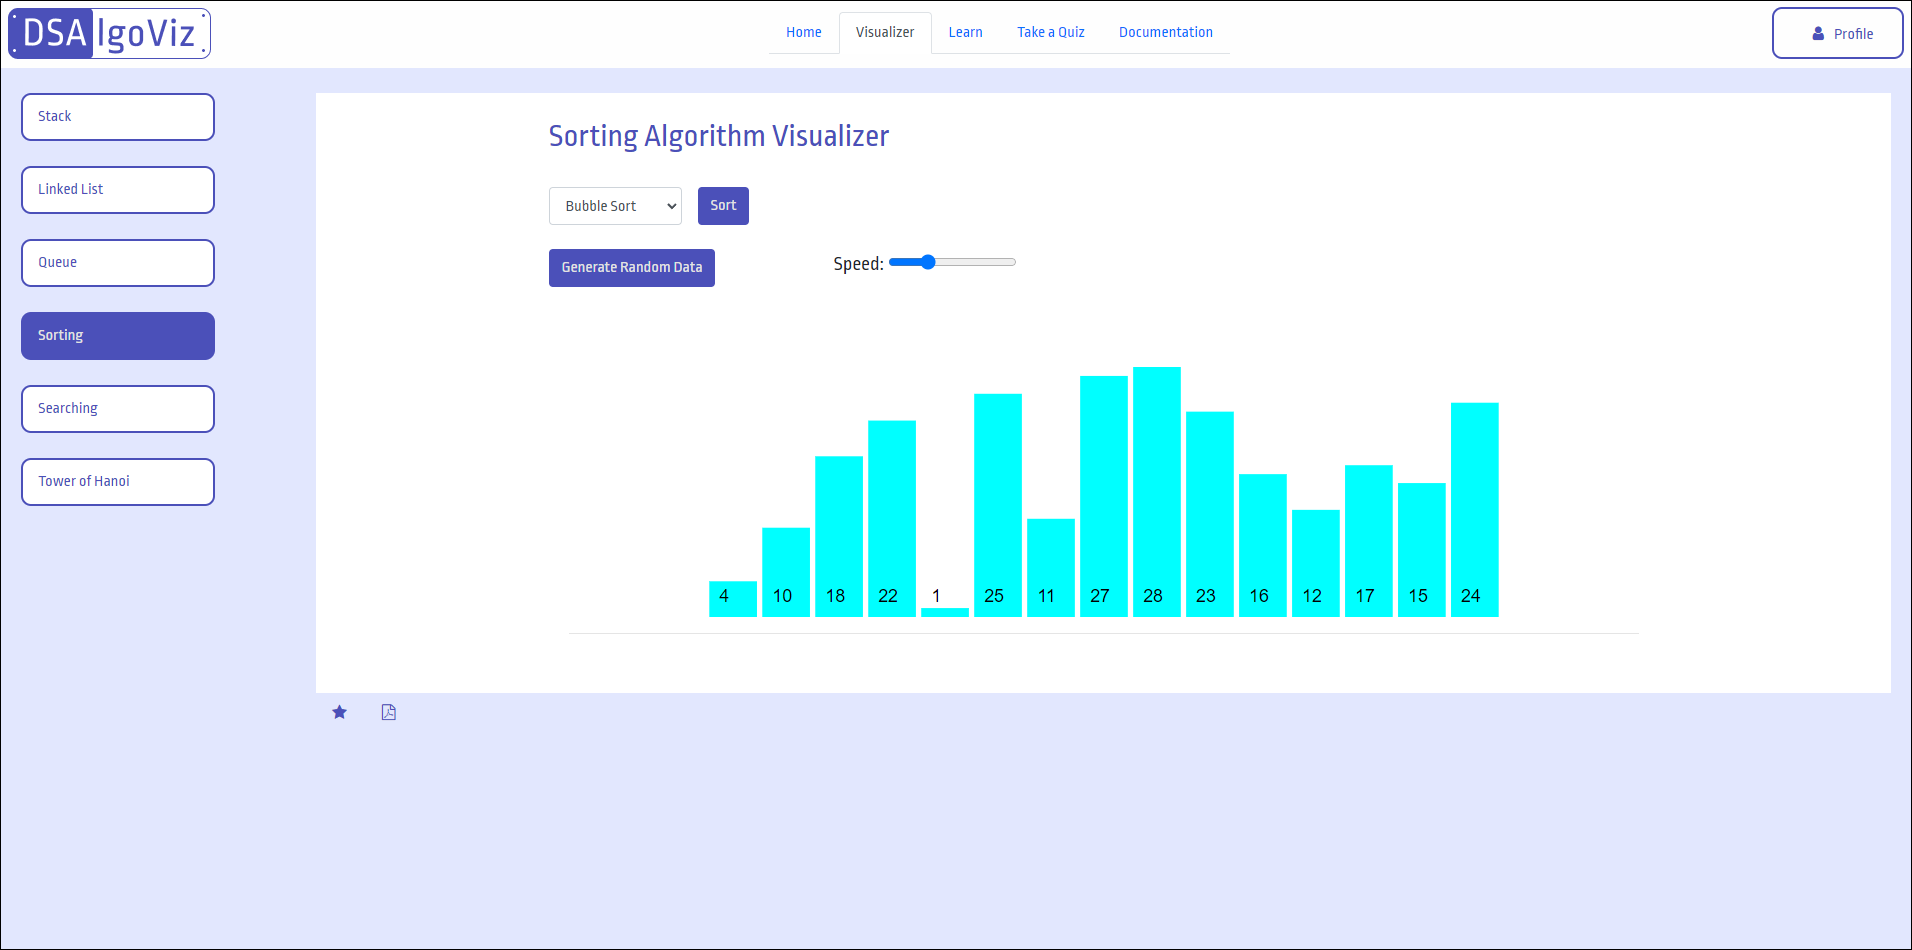 DSAlgoViz
Home Visualizer Learn Take a Quiz Documentation
Profile
Stack
Linked List
Queue
Sorting
Searching
Tower of Hanoi
Sorting Algorithm Visualizer
Bubble Sort Sort
Generate Random Data Speed:
4 10 18 22 1 25 11 27 28 23 16 12 17 15 24